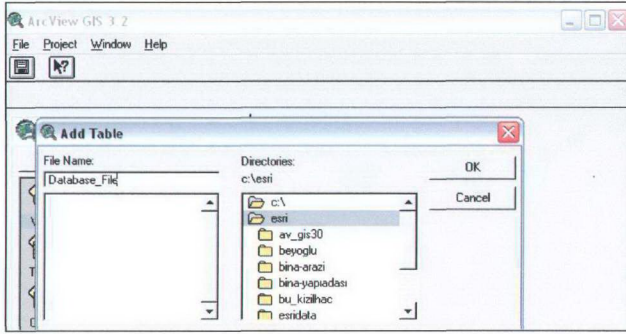 ArcView GIS 3.2
File Project Window Help
Add Table
File Name:
Database_File
Directories:
c:\esri
OK
Cancel
c:\
esri
av_gis30
beyoglu
bina-arazi
bina-yapıadası
bu_kizilhac
esridata